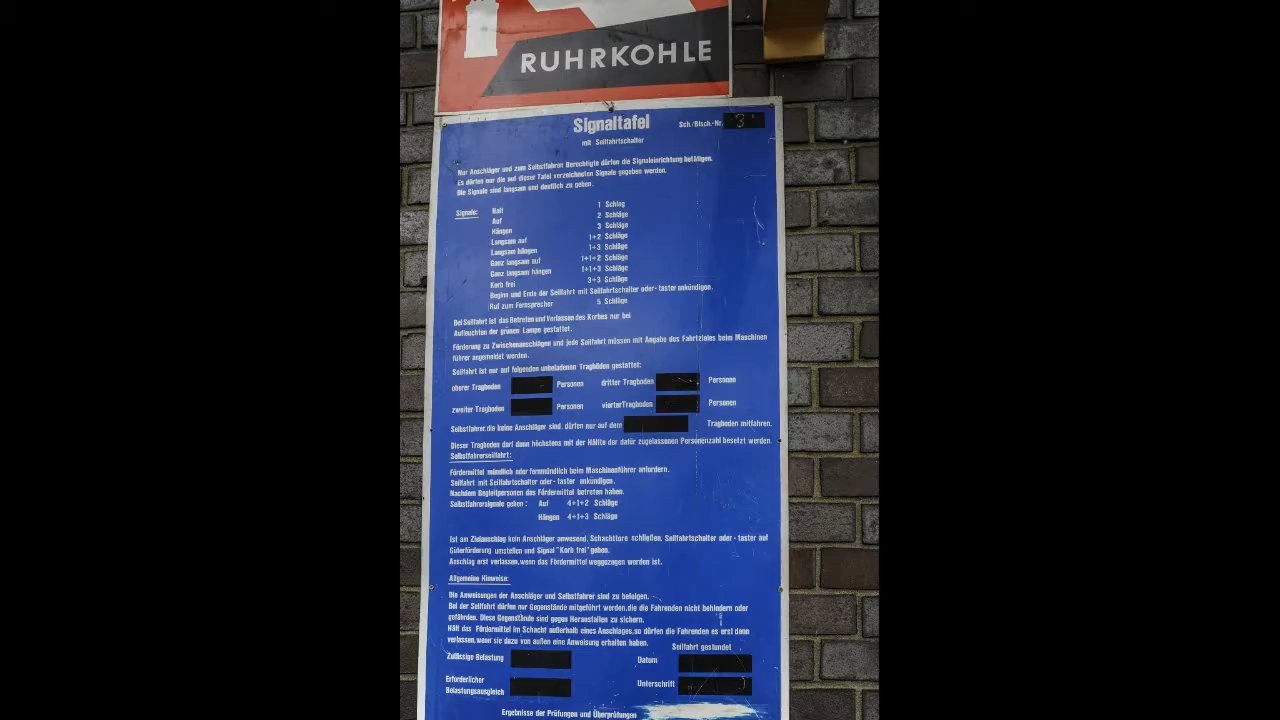 RUHRKOHLE
Signaltafel Sch./Blsch.-Nr. 3
mit Seilfahrtschalter
Nur Anschläger und zum Selbstfahren Berechtigte dürfen die Signaleinrichtung betätigen.
Es dürfen nur die auf dieser Tafel verzeichneten Signale gegeben werden.
Die Signale sind langsam und deutlich zu geben.
Signale: Halt 1 Schlag
Auf 2 Schläge
Hängen 3 Schläge
Langsam auf 1+2 Schläge
Langsam hängen 1+3 Schläge
Ganz langsam auf 1+1+2 Schläge
Ganz langsam hängen 1+1+3 Schläge
Korb frei 3+3 Schläge
Beginn und Ende der Seilfahrt mit Seilfahrtschalter oder-taster ankündigen.
Ruf zum Fernsprecher 5 Schläge
Bei Seilfahrt ist das Betreten und Verlassen des Korbes nur bei
Aufleuchten der grünen Lampe gestattet.
Förderung zu Zwischenanschlägen und jede Seilfahrt müssen mit Angabe des Fahrtzieles beim Maschinen
führer angemeldet werden.
Seilfahrt ist nur auf folgenden unbeladenen Tragböden gestattet:
oberer Tragboden Personen dritter Tragboden Personen
zweiter Tragboden Personen vierter Tragboden Personen
Selbstfahrer, die keine Anschläger sind, dürfen nur auf dem Tragboden mitfahren.
Dieser Tragboden darf dann höchstens mit der Hälfte der dafür zugelassenen Personenzahl besetzt werden.
Selbstfahrerseilfahrt:
Fördermittel mündlich oder fernmündlich beim Maschinenführer anfordern.
Seilfahrt mit Seilfahrtschalter oder-taster ankündigen.
Nachdem Begleitpersonen das Fördermittel betreten haben.
Selbstfahrersignale geben: Auf 4+1+2 Schläge
Hängen 4+1+3 Schläge
Ist am Zielanschlag kein Anschläger anwesend, Schachttore schließen, Seilfahrtschalter oder-taster auf
Güterförderung umstellen und Signal "Korb frei" geben.
Anschlag erst verlassen, wenn das Fördermittel weggezogen worden ist.
Allgemeine Hinweise:
Die Anweisungen der Anschläger und Selbstfahrer sind zu befolgen.
Bei der Seilfahrt dürfen nur Gegenstände mitgeführt werden, die die Fahrenden nicht behindern oder
gefährden. Diese Gegenstände sind gegen Herausfallen zu sichern.
Hält das Fördermittel im Schacht außerhalb eines Anschlages, so dürfen die Fahrenden es erst dann
verlassen, wenn sie dazu von außen eine Anweisung erhalten haben.
Seilfahrt gestundet
Zulässige Belastung Datum
Erforderlicher
Belastungsausgleich Unterschrift
Ergebnisse der Prüfungen und Überprüfungen